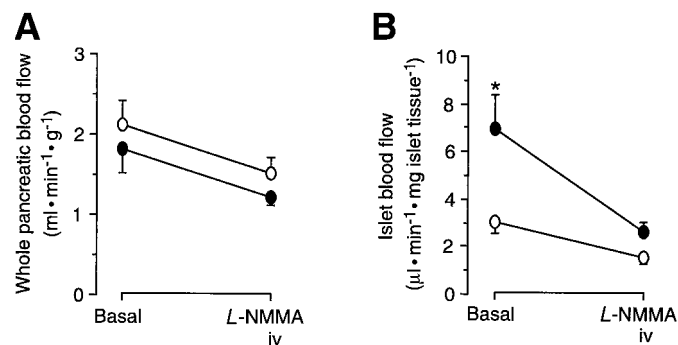 A
Whole pancreatic blood flow
(ml•min⁻¹•g⁻¹)
3
2
1
0
Basal
L-NMMA
iv
B
Islet blood flow
(µl•min⁻¹•mg islet tissue⁻¹)
10
8
6
4
2
0
*
Basal
L-NMMA
iv